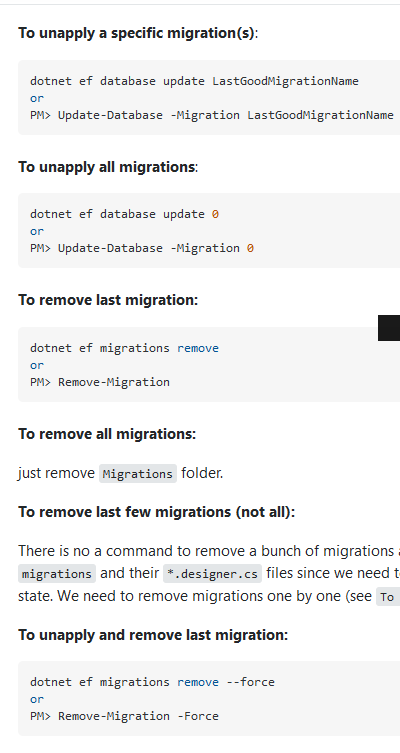 To unapply a specific migration(s):
dotnet ef database update LastGoodMigrationName
or
PM> Update-Database -Migration LastGoodMigrationName
To unapply all migrations:
dotnet ef database update 0
or
PM> Update-Database -Migration 0
To remove last migration:
dotnet ef migrations remove
or
PM> Remove-Migration
To remove all migrations:
just remove Migrations folder.
To remove last few migrations (not all):
There is no a command to remove a bunch of migrations
migrations and their *.designer.cs files since we need
state. We need to remove migrations one by one (see To
To unapply and remove last migration:
dotnet ef migrations remove --force
or
PM> Remove-Migration -Force